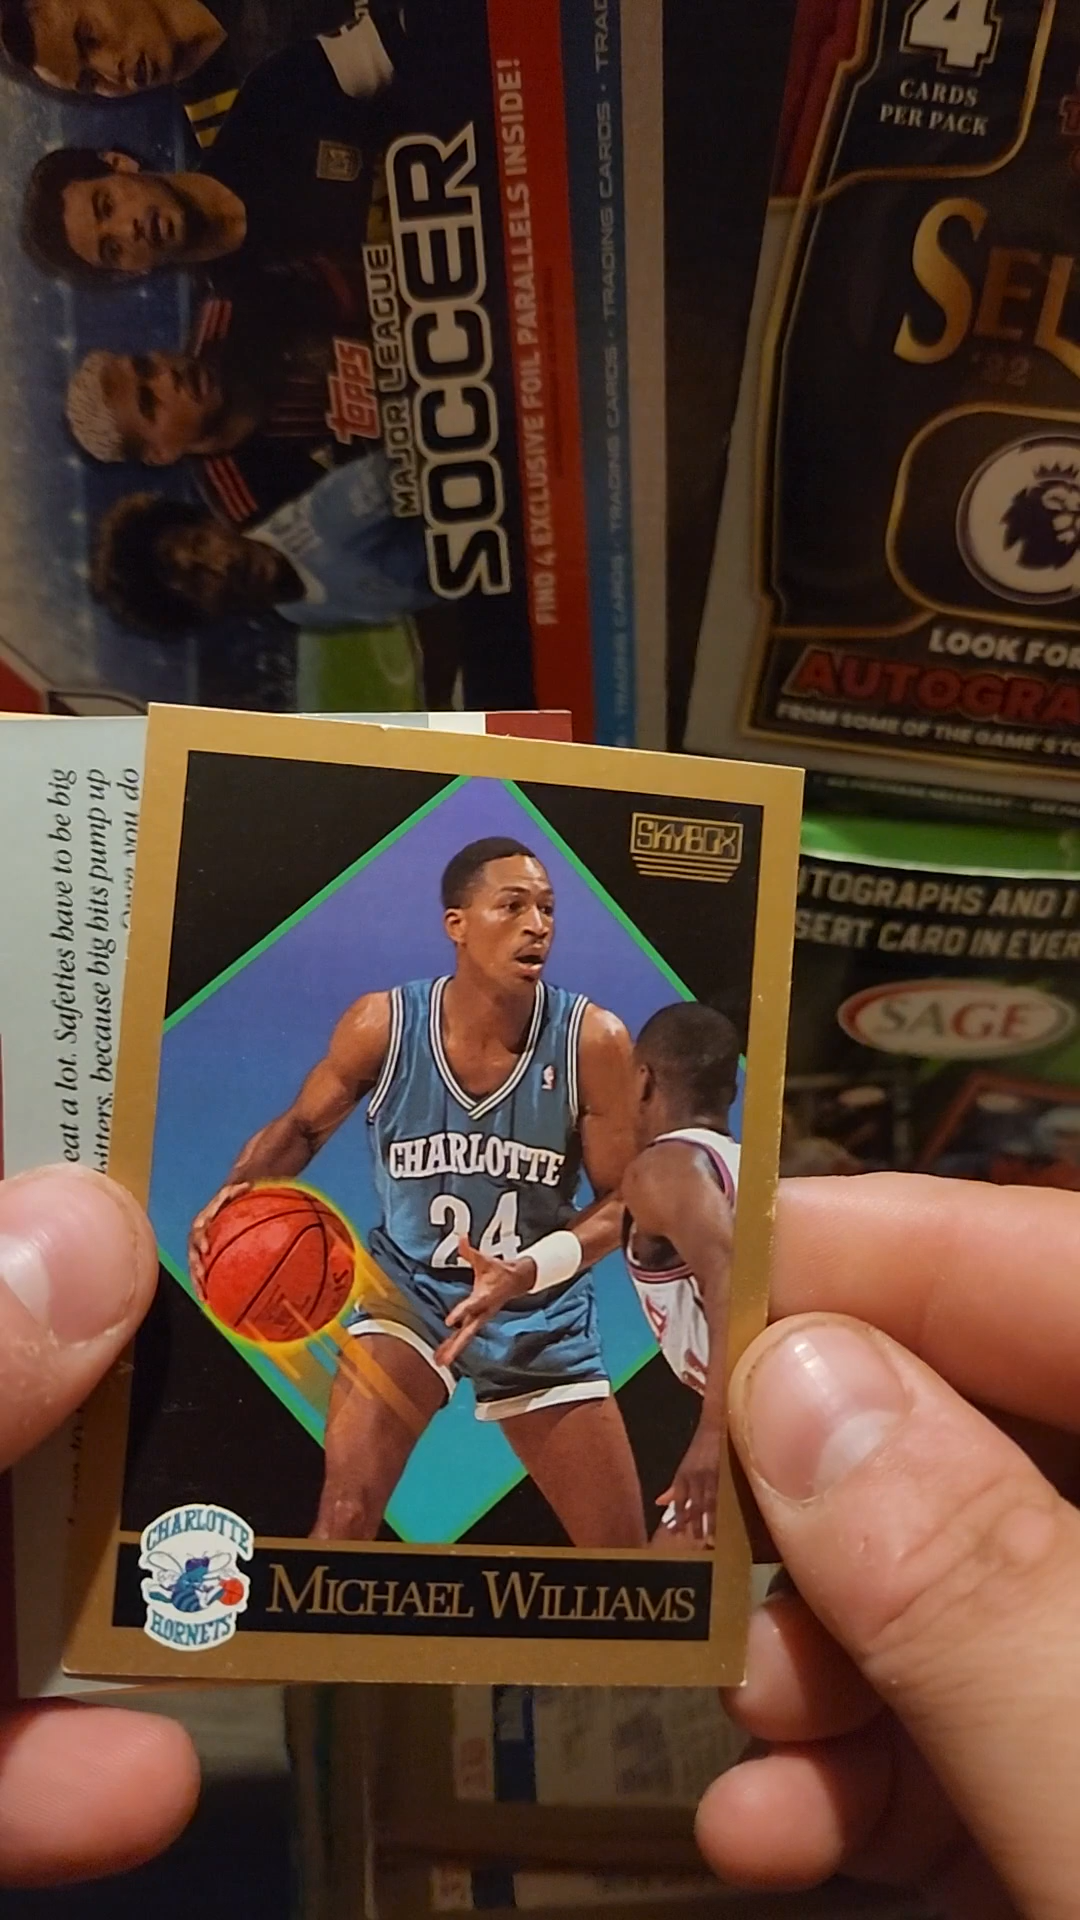 4
CARDS
PER PACK
SEL
'22
topps
MAJOR LEAGUE
SOCCER
FIND 4 EXCLUSIVE FOIL PARALLELS INSIDE!
TRADING CARDS • TRADING CARDS • TRADING CARDS • TRAD
LOOK FOR
AUTOGRA
FROM SOME OF THE GAME'S
TOGRAPHS AND
SERT CARD IN EVER
SAGE
eat a lot. Safeties have to be big
hitters, because big hits pump up
you do
SKYBOX
CHARLOTTE
24
CHARLOTTE
HORNETS
MICHAEL WILLIAMS